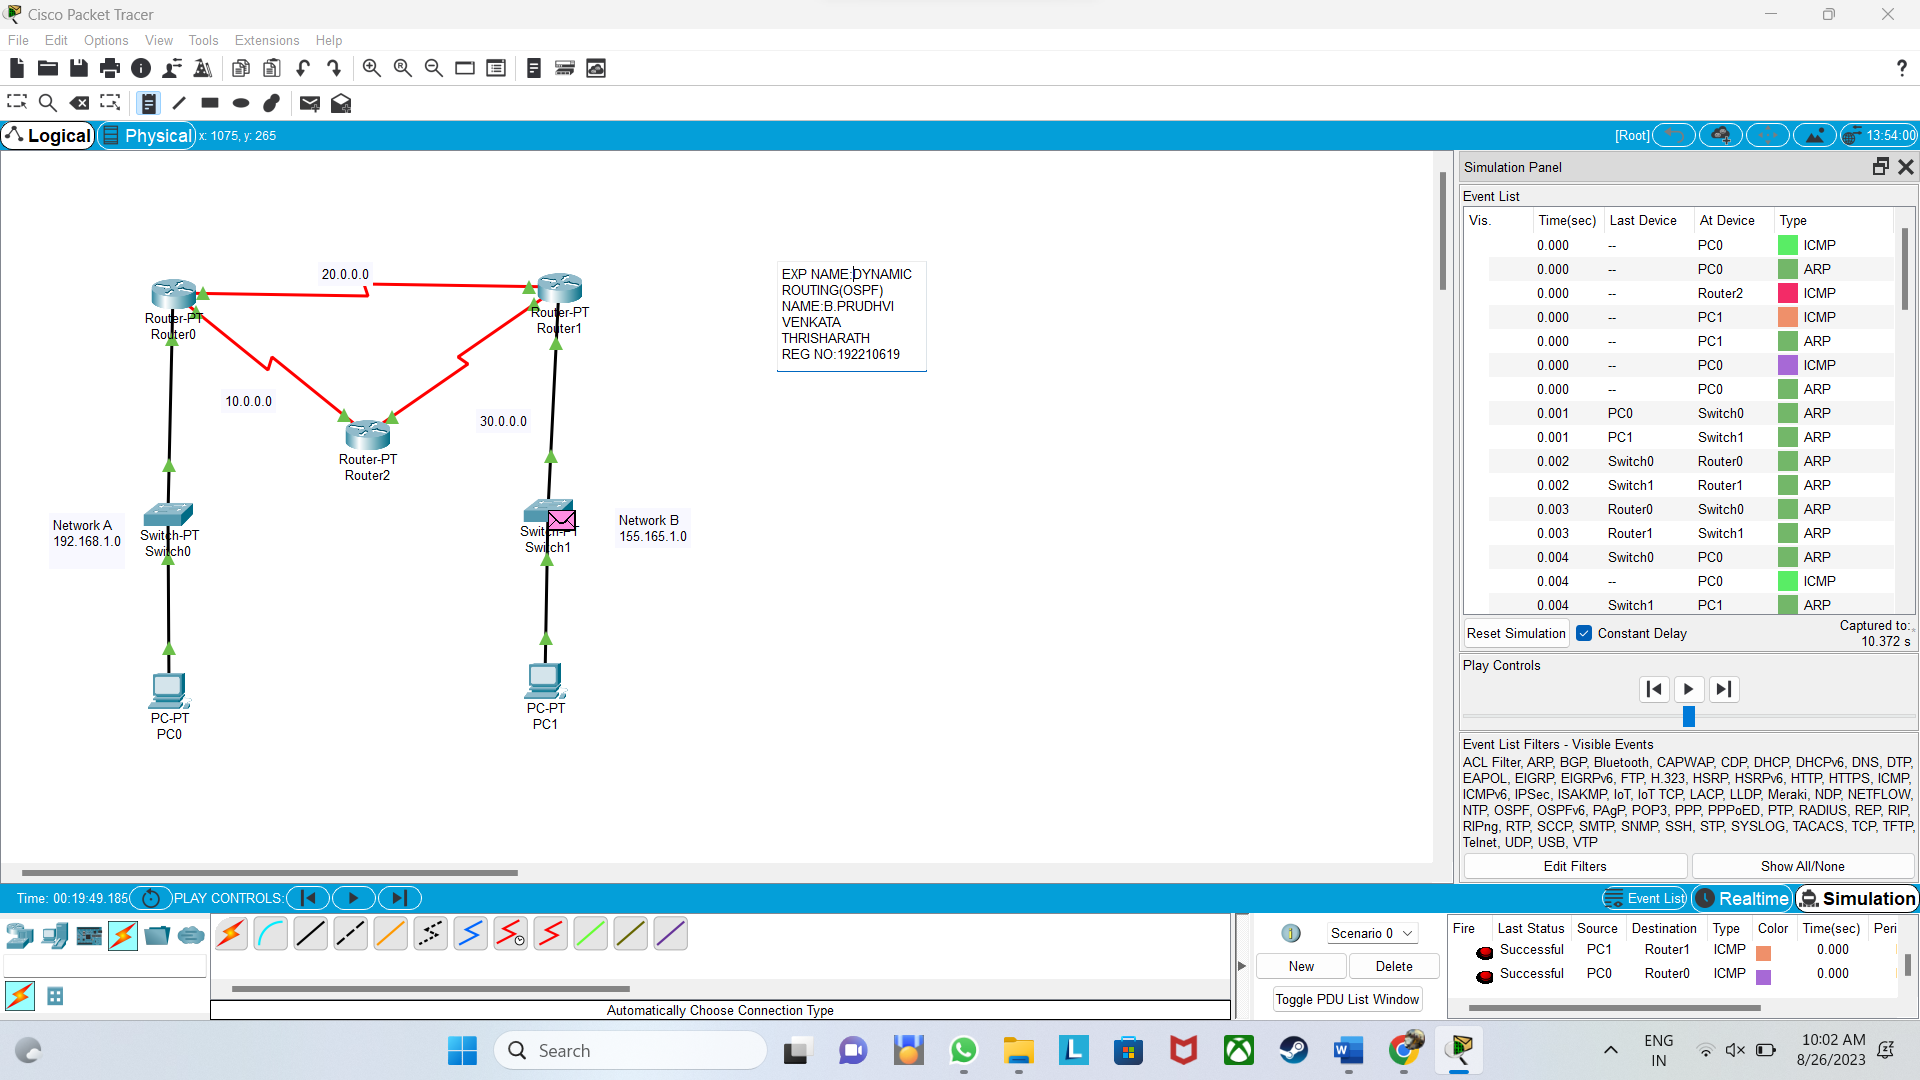 Cisco Packet Tracer
File Edit Options View Tools Extensions Help
?
Logical Physical x: 1075, y: 265
[Root] 13:54:00
20.0.0.0
Router-PT
Router0
Router-PT
Router1
10.0.0.0
30.0.0.0
Router-PT
Router2
EXP NAME:DYNAMIC
ROUTING(OSPF)
NAME:B.PRUDHVI
VENKATA
THRISHARATH
REG NO:192210619
Network A
192.168.1.0
Switch-PT
Switch0
Switch-PT
Switch1
Network B
155.165.1.0
PC-PT
PC0
PC-PT
PC1
Simulation Panel
Event List
Vis. Time(sec) Last Device At Device Type
0.000 -- PC0 ICMP
0.000 -- PC0 ARP
0.000 -- Router2 ICMP
0.000 -- PC1 ICMP
0.000 -- PC1 ARP
0.000 -- PC0 ICMP
0.000 -- PC0 ARP
0.001 PC0 Switch0 ARP
0.001 PC1 Switch1 ARP
0.002 Switch0 Router0 ARP
0.002 Switch1 Router1 ARP
0.003 Router0 Switch0 ARP
0.003 Router1 Switch1 ARP
0.004 Switch0 PC0 ARP
0.004 -- PC0 ICMP
0.004 Switch1 PC1 ARP
Reset Simulation Constant Delay Captured to:
10.372 s
Play Controls
Event List Filters - Visible Events
ACL Filter, ARP, BGP, Bluetooth, CAPWAP, CDP, DHCP, DHCPv6, DNS, DTP,
EAPOL, EIGRP, EIGRPv6, FTP, H.323, HSRP, HSRPv6, HTTP, HTTPS, ICMP,
ICMPv6, IPSec, ISAKMP, IoT, IoT TCP, LACP, LLDP, Meraki, NDP, NETFLOW,
NTP, OSPF, OSPFv6, PAgP, POP3, PPP, PPPoED, PTP, RADIUS, REP, RIP,
RIPng, RTP, SCCP, SMTP, SNMP, SSH, STP, SYSLOG, TACACS, TCP, TFTP,
Telnet, UDP, USB, VTP
Edit Filters Show All/None
Time: 00:19:49.185 PLAY CONTROLS: Event List Realtime Simulation
Scenario 0
New Delete
Toggle PDU List Window
Fire Last Status Source Destination Type Color Time(sec) Peri
Successful PC1 Router1 ICMP 0.000
Successful PC0 Router0 ICMP 0.000
Automatically Choose Connection Type
Search
ENG
IN
10:02 AM
8/26/2023